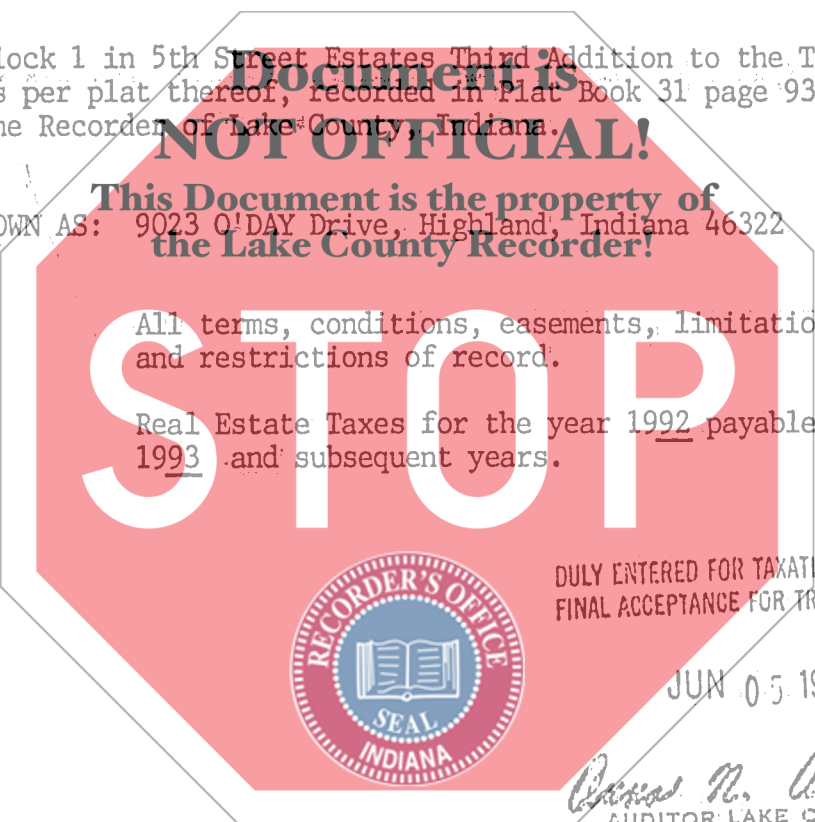 lock 1 in 5th Street Estates Third Addition to the T
Document is
s per plat thereof, recorded in Plat Book 31 page 93
ne Recorder of Lake County, Indiana.
NOT OFFICIAL!
This Document is the property of
OWN AS: 9023 O'DAY Drive, Highland, Indiana 46322
the Lake County Recorder!
All terms, conditions, easements, limitatio
and restrictions of record.
STOP
Real Estate Taxes for the year 1992 payable
1993 and subsequent years.
DULY ENTERED FOR TAXATI
FINAL ACCEPTANCE FOR TR
RECORDER'S OFFICE
SEAL
INDIANA
JUN 05 19
N.
AUDITOR LAKE C